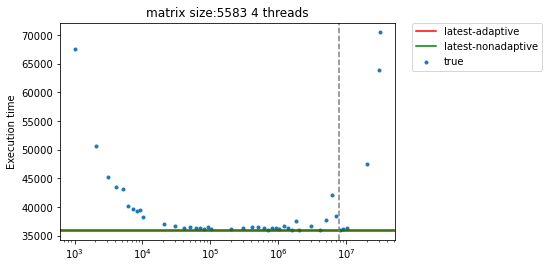 matrix size:5583 4 threads
latest-adaptive
latest-nonadaptive
true
Execution time
70000
65000
60000
55000
50000
45000
40000
35000
10³ 10⁴ 10⁵ 10⁶ 10⁷